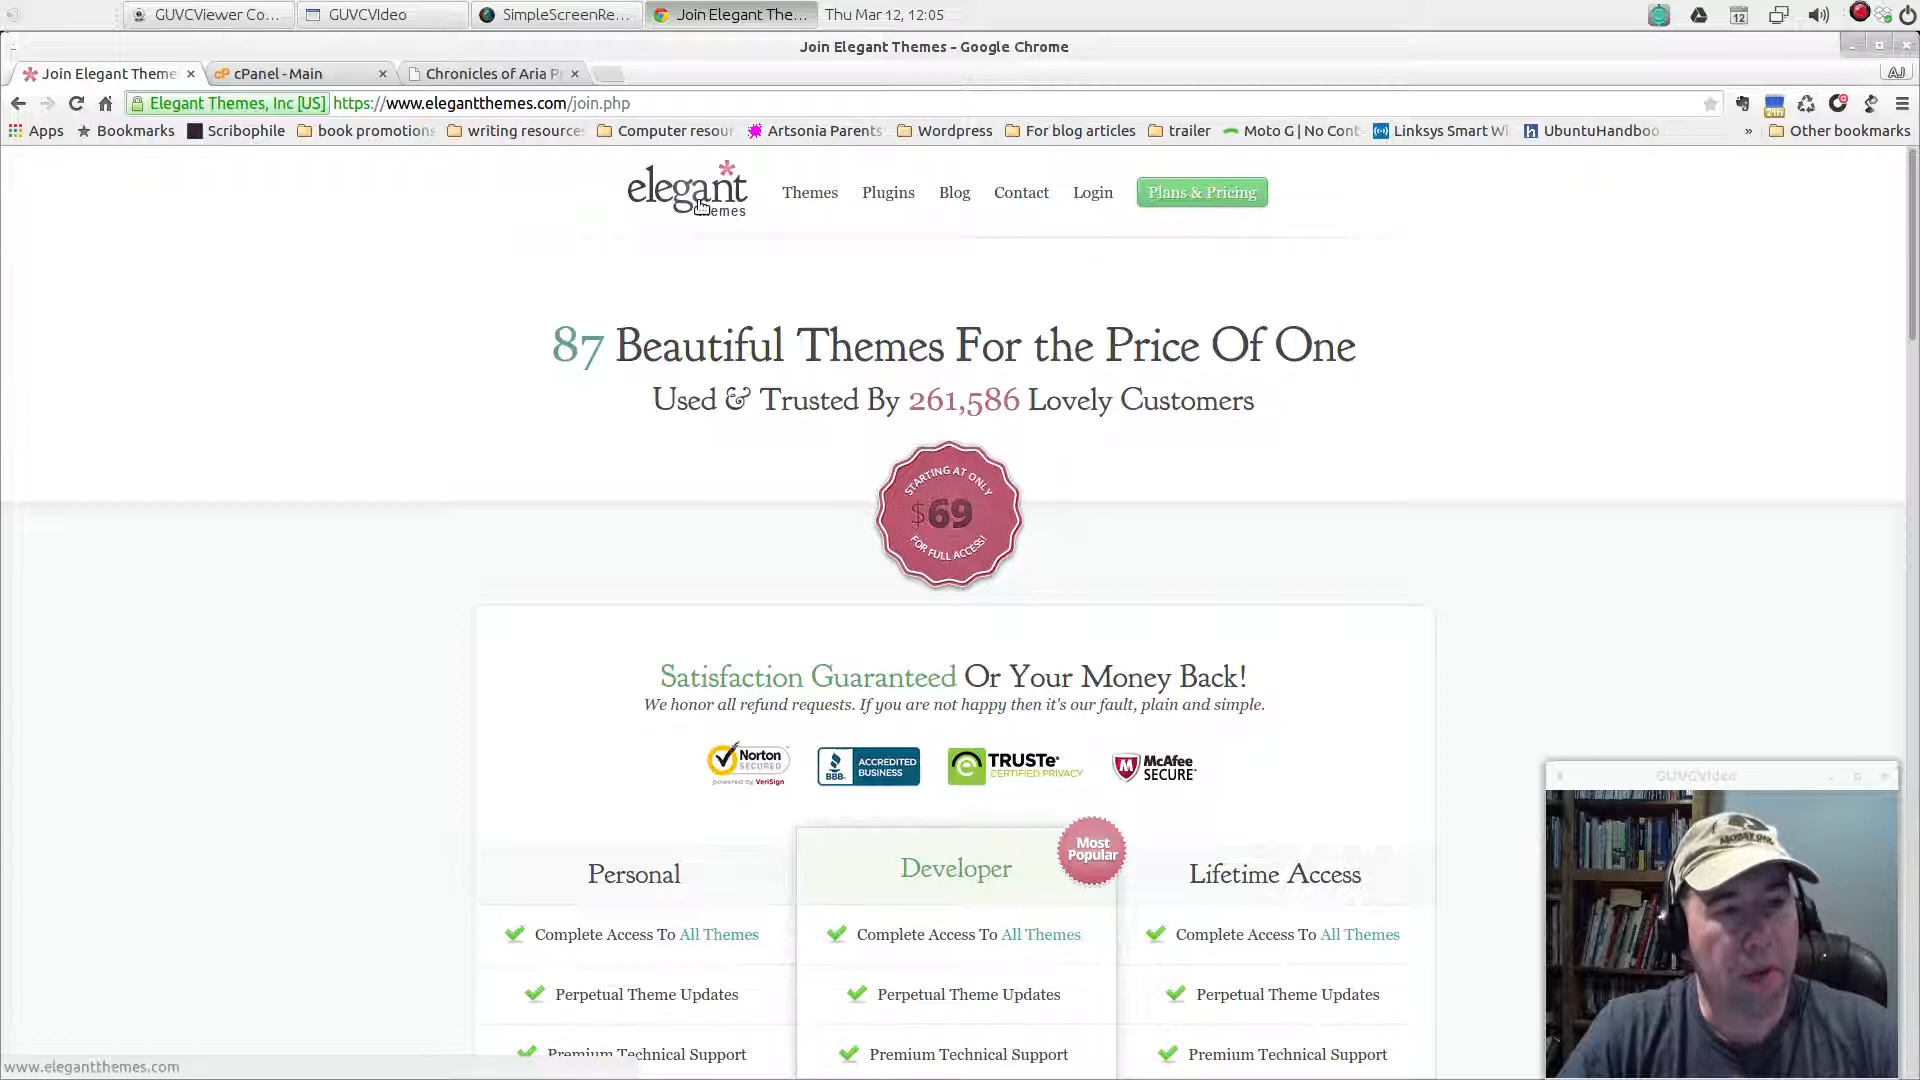 GUVCViewer Co...
GUVCVIdeo
SimpleScreenRe...
Join Elegant The...
Thu Mar 12, 12:05
12
Join Elegant Themes - Google Chrome
Join Elegant Theme
cPanel - Main
Chronicles of Aria P
AJ
Elegant Themes, Inc [US]
https://www.elegantthemes.com/join.php
Apps
Bookmarks
Scribophile
book promotion
writing resource
Computer resou
Artsonia Parents
Wordpress
For blog articles
trailer
Moto G | No Cont
Linksys Smart Wi
UbuntuHandboo
»
Other bookmarks
elegant themes
Themes
Plugins
Blog
Contact
Login
Plans & Pricing
87 Beautiful Themes For the Price Of One
Used & Trusted By 261,586 Lovely Customers
STARTING AT ONLY
$69
FOR FULL ACCESS!
Satisfaction Guaranteed Or Your Money Back!
We honor all refund requests. If you are not happy then it's our fault, plain and simple.
Norton
SECURED
powered by VeriSign
BBB
ACCREDITED
BUSINESS
TRUSTe
CERTIFIED PRIVACY
McAfee
SECURE
Personal
Developer
Most
Popular
Lifetime Access
Complete Access To All Themes
Complete Access To All Themes
Complete Access To All Themes
Perpetual Theme Updates
Perpetual Theme Updates
Perpetual Theme Updates
Premium Technical Support
Premium Technical Support
Premium Technical Support
GUVCVideo
www.elegantthemes.com